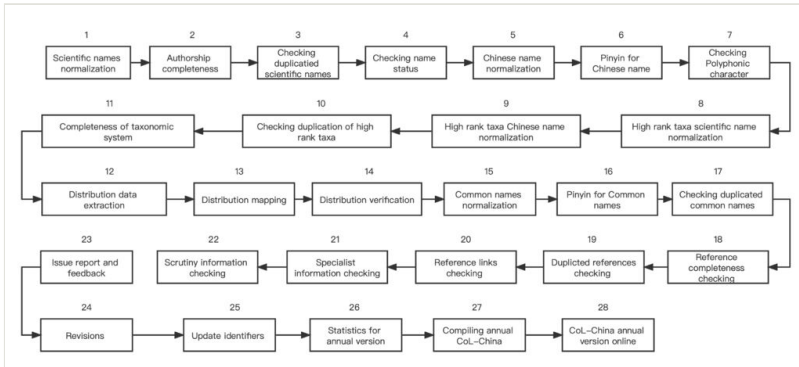 1
Scientific names
normalization
2
Authorship
completeness
3
Checking
duplicatied
scientific names
4
Checking name
status
5
Chinese name
normalization
6
Pinyin for
Chinese name
7
Checking
Polyphonic
character
8
High rank taxa scientific name
normalization
9
High rank taxa Chinese name
normalization
10
Checking duplication of high
rank taxa
11
Completeness of taxonomic
system
12
Distribution data
extraction
13
Distribution mapping
14
Distribution verification
15
Common names
normalization
16
Pinyin for Common
names
17
Checking duplicated
common names
18
Reference
completeness
checking
19
Duplicted references
checking
20
Reference links
checking
21
Specialist
information checking
22
Scrutiny information
checking
23
Issue report and
feedback
24
Revisions
25
Update identifiers
26
Statistics for
annual version
27
Compiling annual
CoL-China
28
CoL-China annual
version online